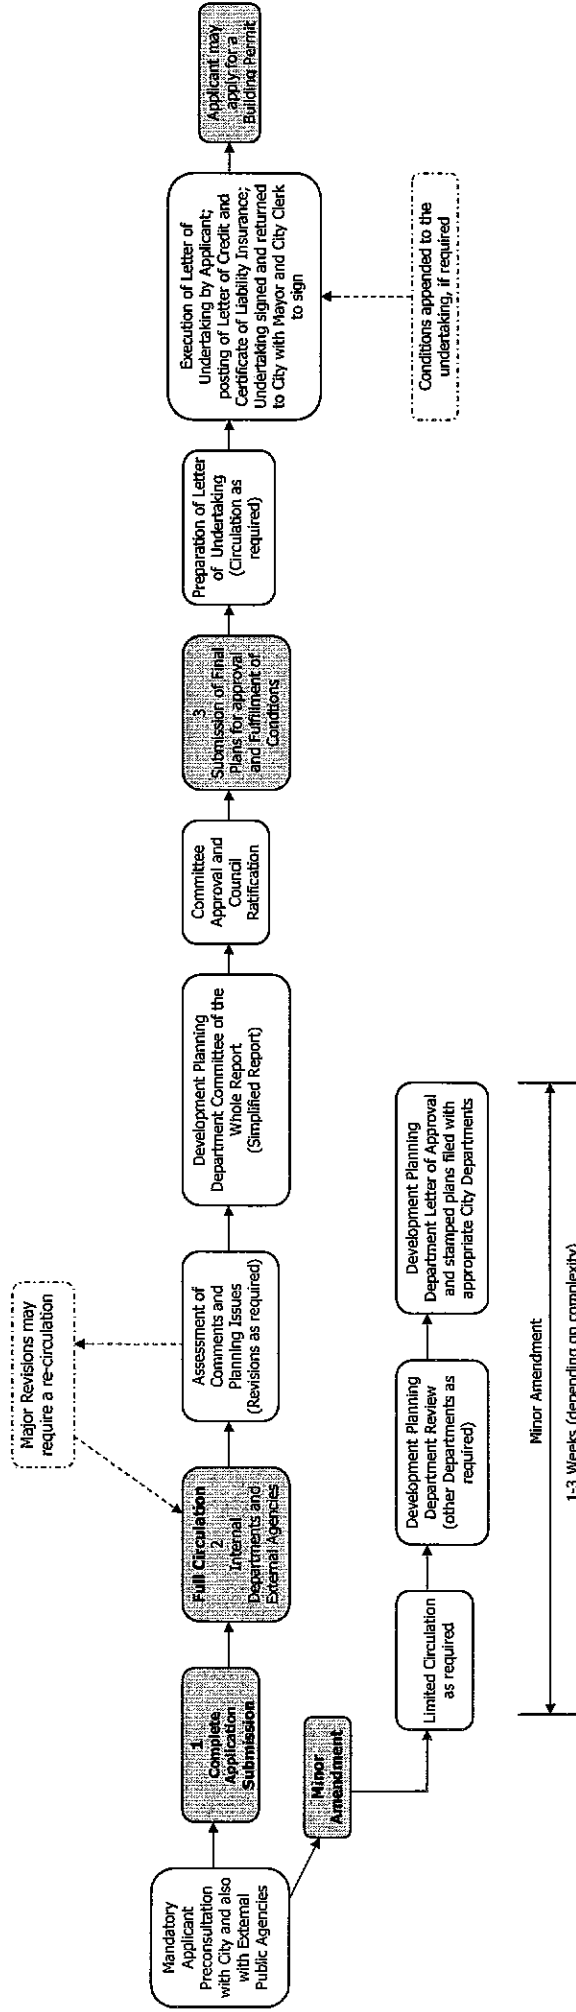 Mandatory
Applicant
Preconsultation
with City and also
with External
Public Agencies
1
Complete
Application
Submission
Full Circulation
2
Internal
Departments and
External Agencies
Major Revisions may
require a re-circulation
Assessment of
Comments and
Planning Issues
(Revisions as required)
Development Planning
Department Committee of the
Whole Report
(Simplified Report)
Committee
Approval and
Council
Ratification
3
Submission of Final
Plans for approval
and Fulfillment of
Conditions
Preparation of Letter
of Undertaking
(Circulation as
required)
Execution of Letter of
Undertaking by Applicant;
posting of Letter of Credit and
Certificate of Liability Insurance;
Undertaking signed and returned
to City with Mayor and City Clerk
to sign
Conditions appended to the
undertaking, if required
Applicant may
apply for a
Building Permit
Minor
Amendment
Limited Circulation
as required
Development Planning
Department Review
(other Departments as
required)
Development Planning
Department Letter of Approval
and stamped plans filed with
appropriate City Departments
Minor Amendment
1-3 Weeks (depending on complexity)